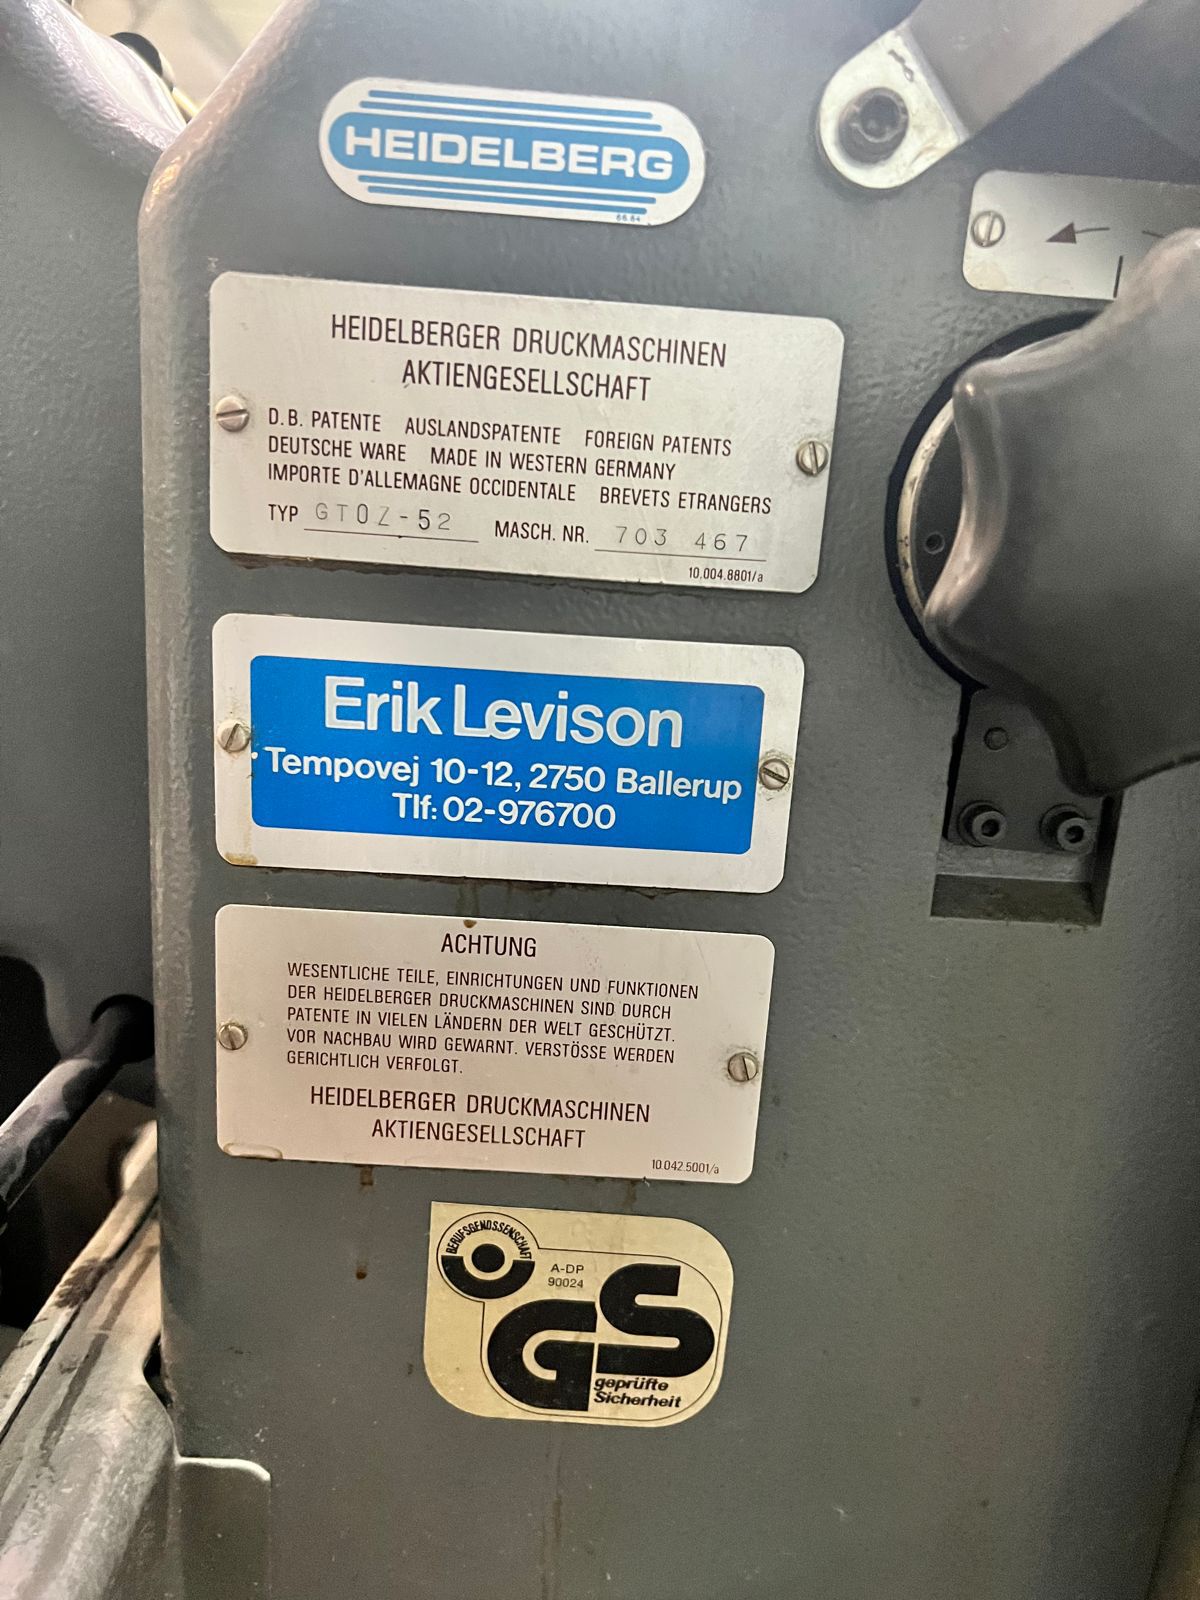 HEIDELBERG
66.84
HEIDELBERGER DRUCKMASCHINEN
AKTIENGESELLSCHAFT
D.B. PATENTE AUSLANDSPATENTE FOREIGN PATENTS
DEUTSCHE WARE MADE IN WESTERN GERMANY
IMPORTE D'ALLEMAGNE OCCIDENTALE BREVETS ETRANGERS
TYP GTOZ-52 MASCH. NR. 703 467
10.004.8801/a
Erik Levison
Tempovej 10-12, 2750 Ballerup
Tlf: 02-976700
ACHTUNG
WESENTLICHE TEILE, EINRICHTUNGEN UND FUNKTIONEN
DER HEIDELBERGER DRUCKMASCHINEN SIND DURCH
PATENTE IN VIELEN LÄNDERN DER WELT GESCHÜTZT.
VOR NACHBAU WIRD GEWARNT. VERSTÖSSE WERDEN
GERICHTLICH VERFOLGT.
HEIDELBERGER DRUCKMASCHINEN
AKTIENGESELLSCHAFT
10.042.5001/a
BERUFSGENOSSENSCHAFT
A-DP
90024
GS
geprüfte
Sicherheit